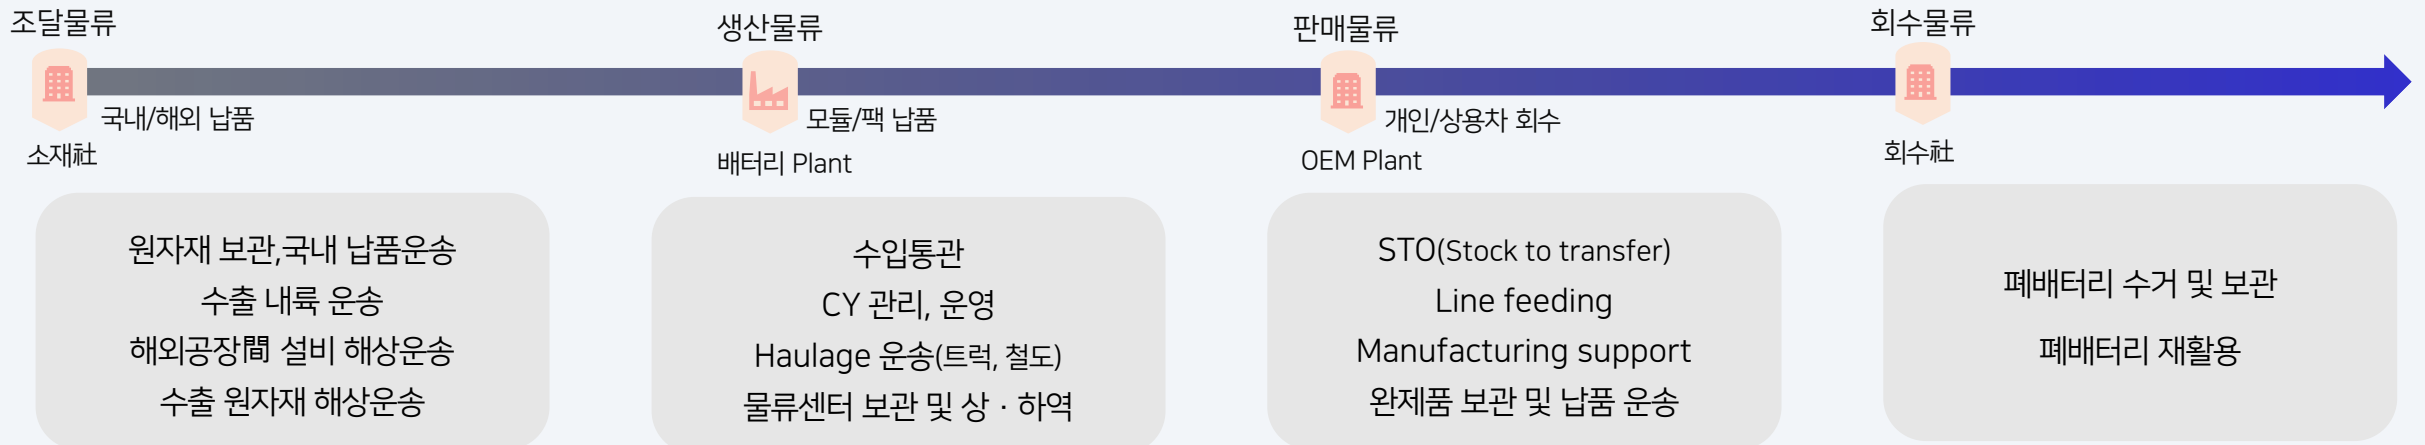 조달물류
국내/해외 납품
소재社
원자재 보관,국내 납품운송
수출 내륙 운송
해외공장間 설비 해상운송
수출 원자재 해상운송
생산물류
모듈/팩 납품
배터리 Plant
수입통관
CY 관리, 운영
Haulage 운송(트럭, 철도)
물류센터 보관 및 상 · 하역
판매물류
개인/상용차 회수
OEM Plant
STO(Stock to transfer)
Line feeding
Manufacturing support
완제품 보관 및 납품 운송
회수물류
회수社
폐배터리 수거 및 보관
폐배터리 재활용